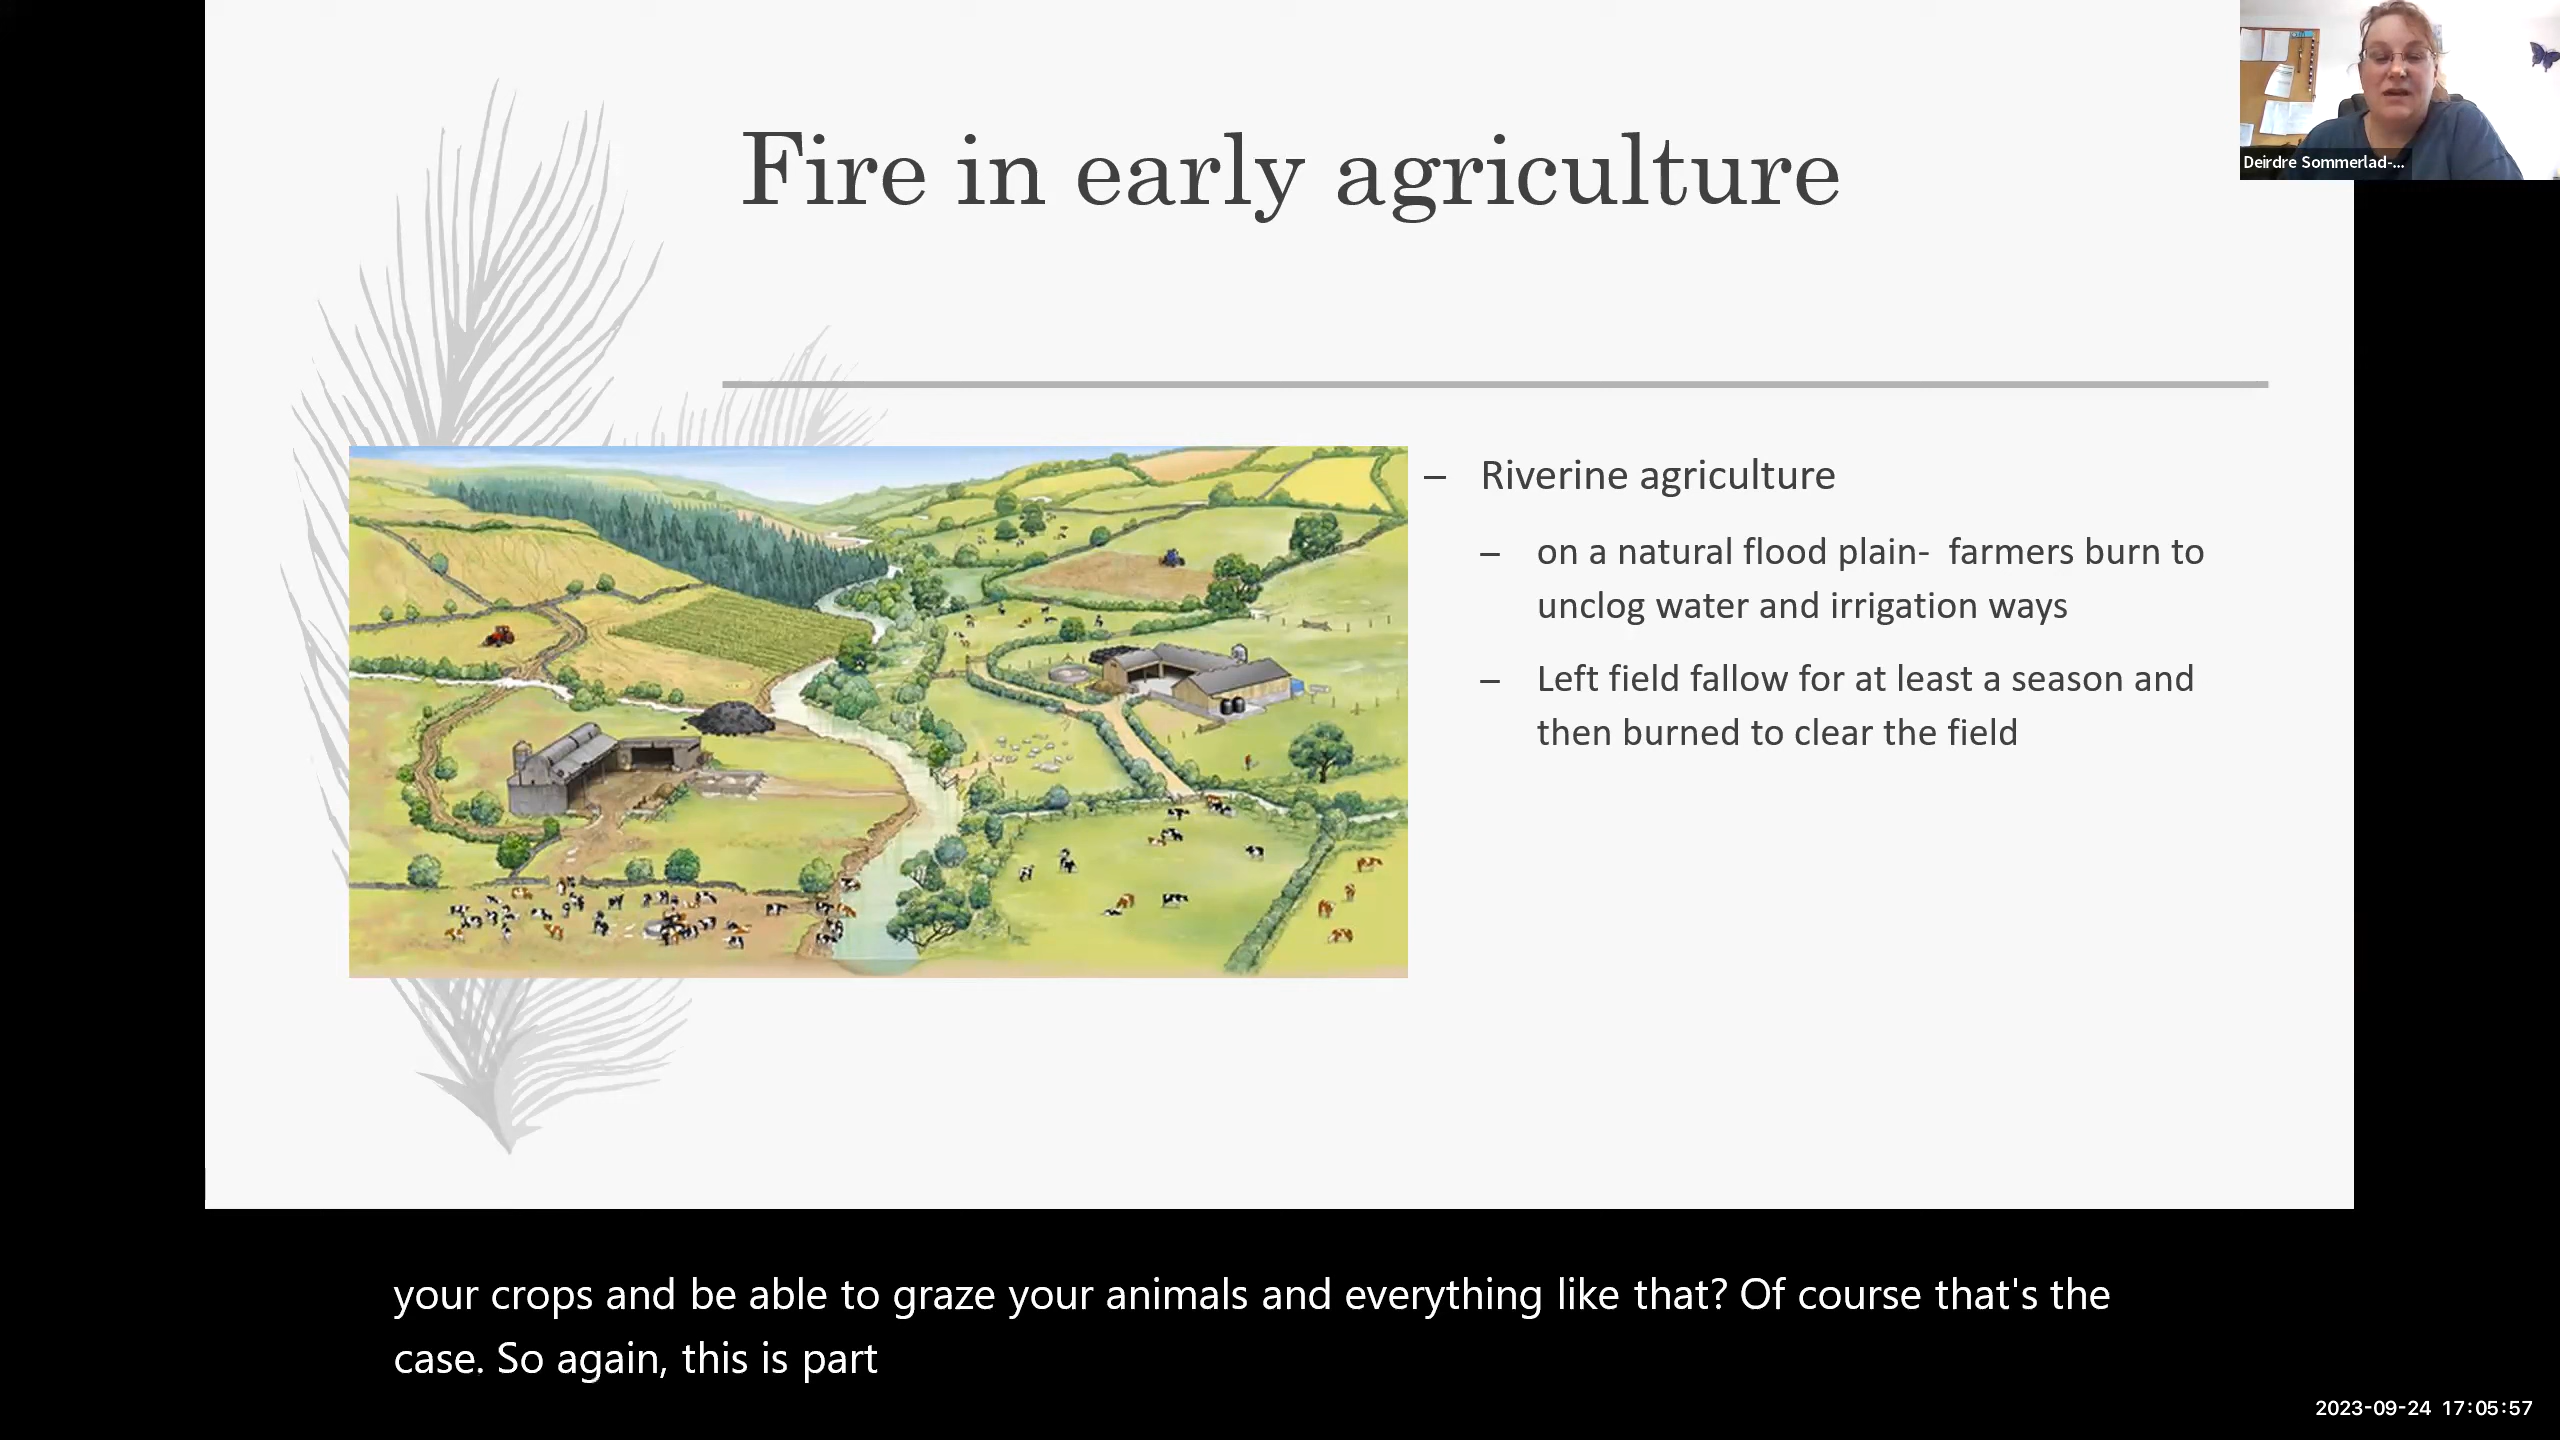 Fire in early agriculture
Deirdre Sommerlad-...
– Riverine agriculture
– on a natural flood plain- farmers burn to
unclog water and irrigation ways
– Left field fallow for at least a season and
then burned to clear the field
your crops and be able to graze your animals and everything like that? Of course that's the
case. So again, this is part
2023-09-24 17:05:57